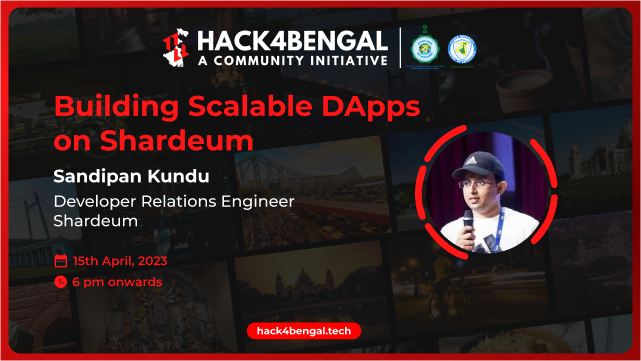 HACK4BENGAL
A COMMUNITY INITIATIVE
Building Scalable DApps
on Shardeum
Sandipan Kundu
Developer Relations Engineer
Shardeum
15th April, 2023
6 pm onwards
hack4bengal.tech